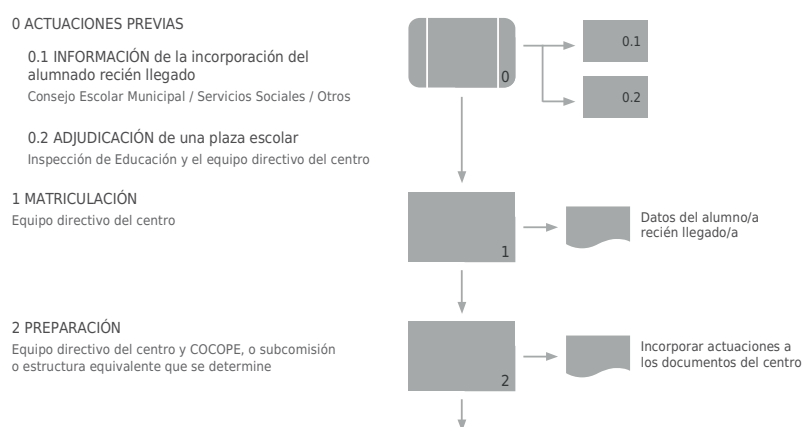 0 ACTUACIONES PREVIAS
0.1 INFORMACIÓN de la incorporación del
alumnado recién llegado
Consejo Escolar Municipal / Servicios Sociales / Otros
0.2 ADJUDICACIÓN de una plaza escolar
Inspección de Educación y el equipo directivo del centro
0
0.1
0.2
1 MATRICULACIÓN
Equipo directivo del centro
1
Datos del alumno/a
recién llegado/a
2 PREPARACIÓN
Equipo directivo del centro y COCOPE, o subcomisión
o estructura equivalente que se determine
2
Incorporar actuaciones a
los documentos del centro